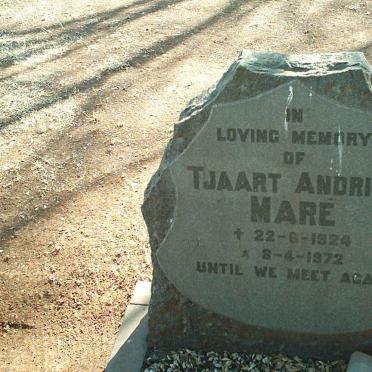 IN
LOVING MEMORY
OF
TJAART ANDRI
MARÉ
✝ 22-6-1924
★ 8-4-1972
UNTIL WE MEET AGA